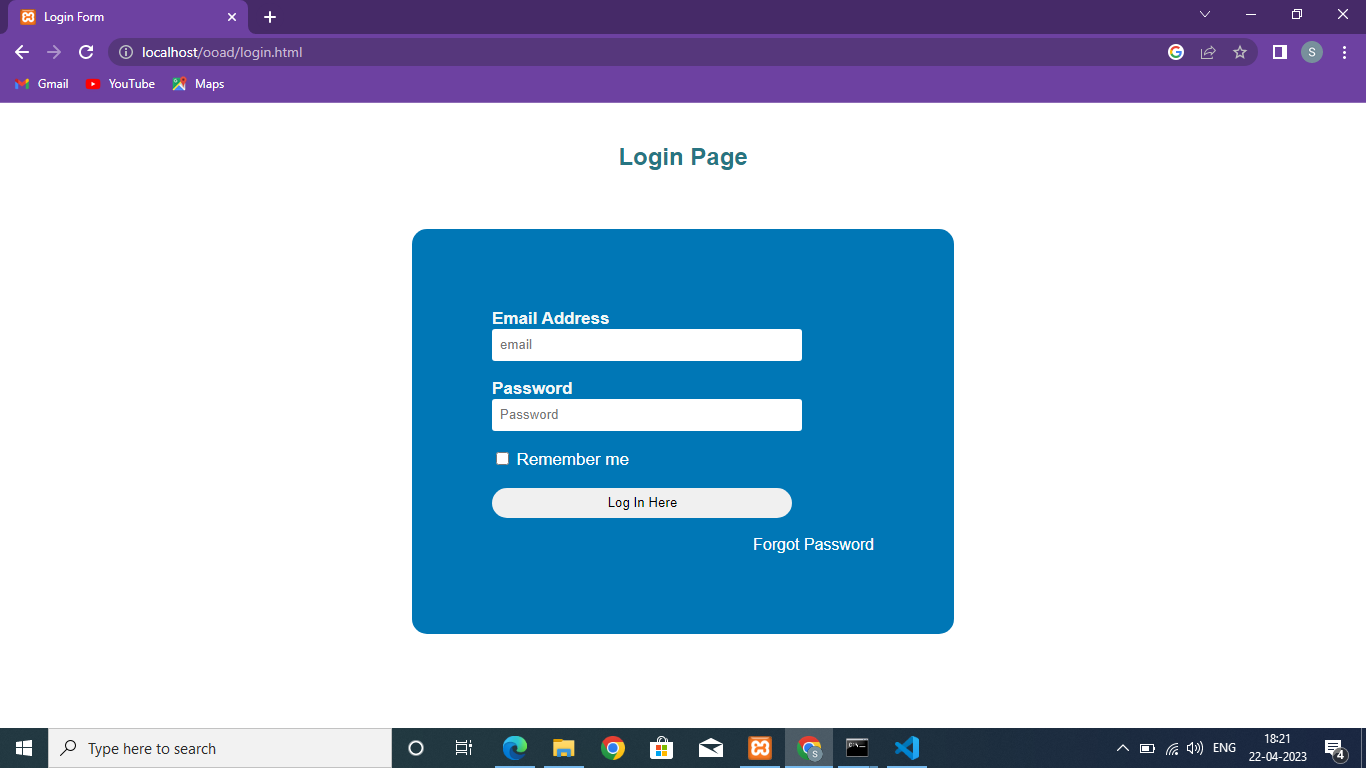 Login Form
localhost/ooad/login.html
S
Gmail YouTube Maps
Login Page
Email Address
email
Password
Password
Remember me
Log In Here
Forgot Password
Type here to search
S
ENG
18:21
22-04-2023
4